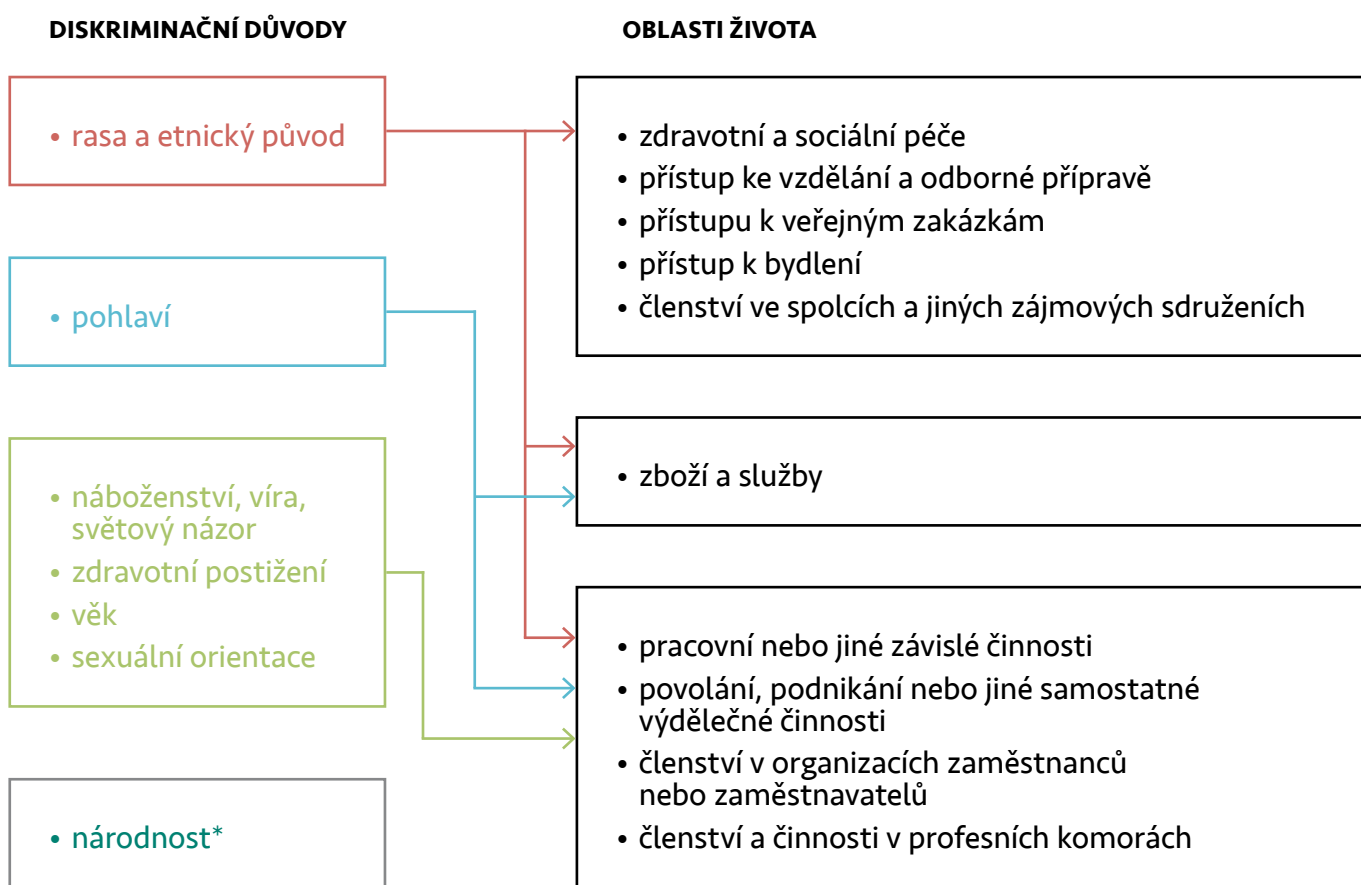 DISKRIMINAČNÍ DŮVODY
• rasa a etnický původ
• pohlaví
• náboženství, víra,
světový názor
• zdravotní postižení
• věk
• sexuální orientace
• národnost*
OBLASTI ŽIVOTA
• zdravotní a sociální péče
• přístup ke vzdělání a odborné přípravě
• přístupu k veřejným zakázkám
• přístup k bydlení
• členství ve spolcích a jiných zájmových sdruženích
• zboží a služby
• pracovní nebo jiné závislé činnosti
• povolání, podnikání nebo jiné samostatné
výdělečné činnosti
• členství v organizacích zaměstnanců
nebo zaměstnavatelů
• členství a činnosti v profesních komorách